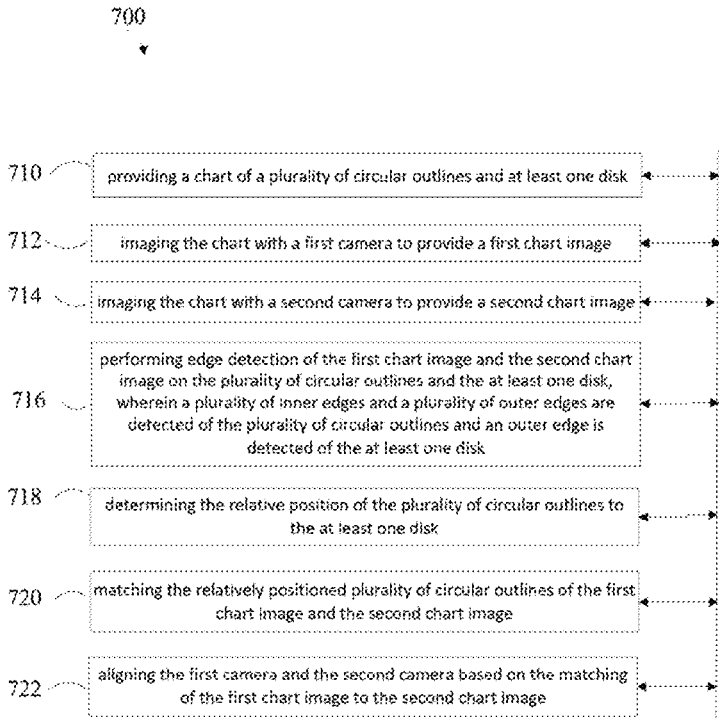 700
710
providing a chart of a plurality of circular outlines and at least one disk
712
imaging the chart with a first camera to provide a first chart image
714
imaging the chart with a second camera to provide a second chart image
716
performing edge detection of the first chart image and the second chart
image on the plurality of circular outlines and the at least one disk,
wherein a plurality of inner edges and a plurality of outer edges are
detected of the plurality of circular outlines and an outer edge is
detected of the at least one disk
718
determining the relative position of the plurality of circular outlines to
the at least one disk
720
matching the relatively positioned plurality of circular outlines of the first
chart image and the second chart image
722
aligning the first camera and the second camera based on the matching
of the first chart image to the second chart image